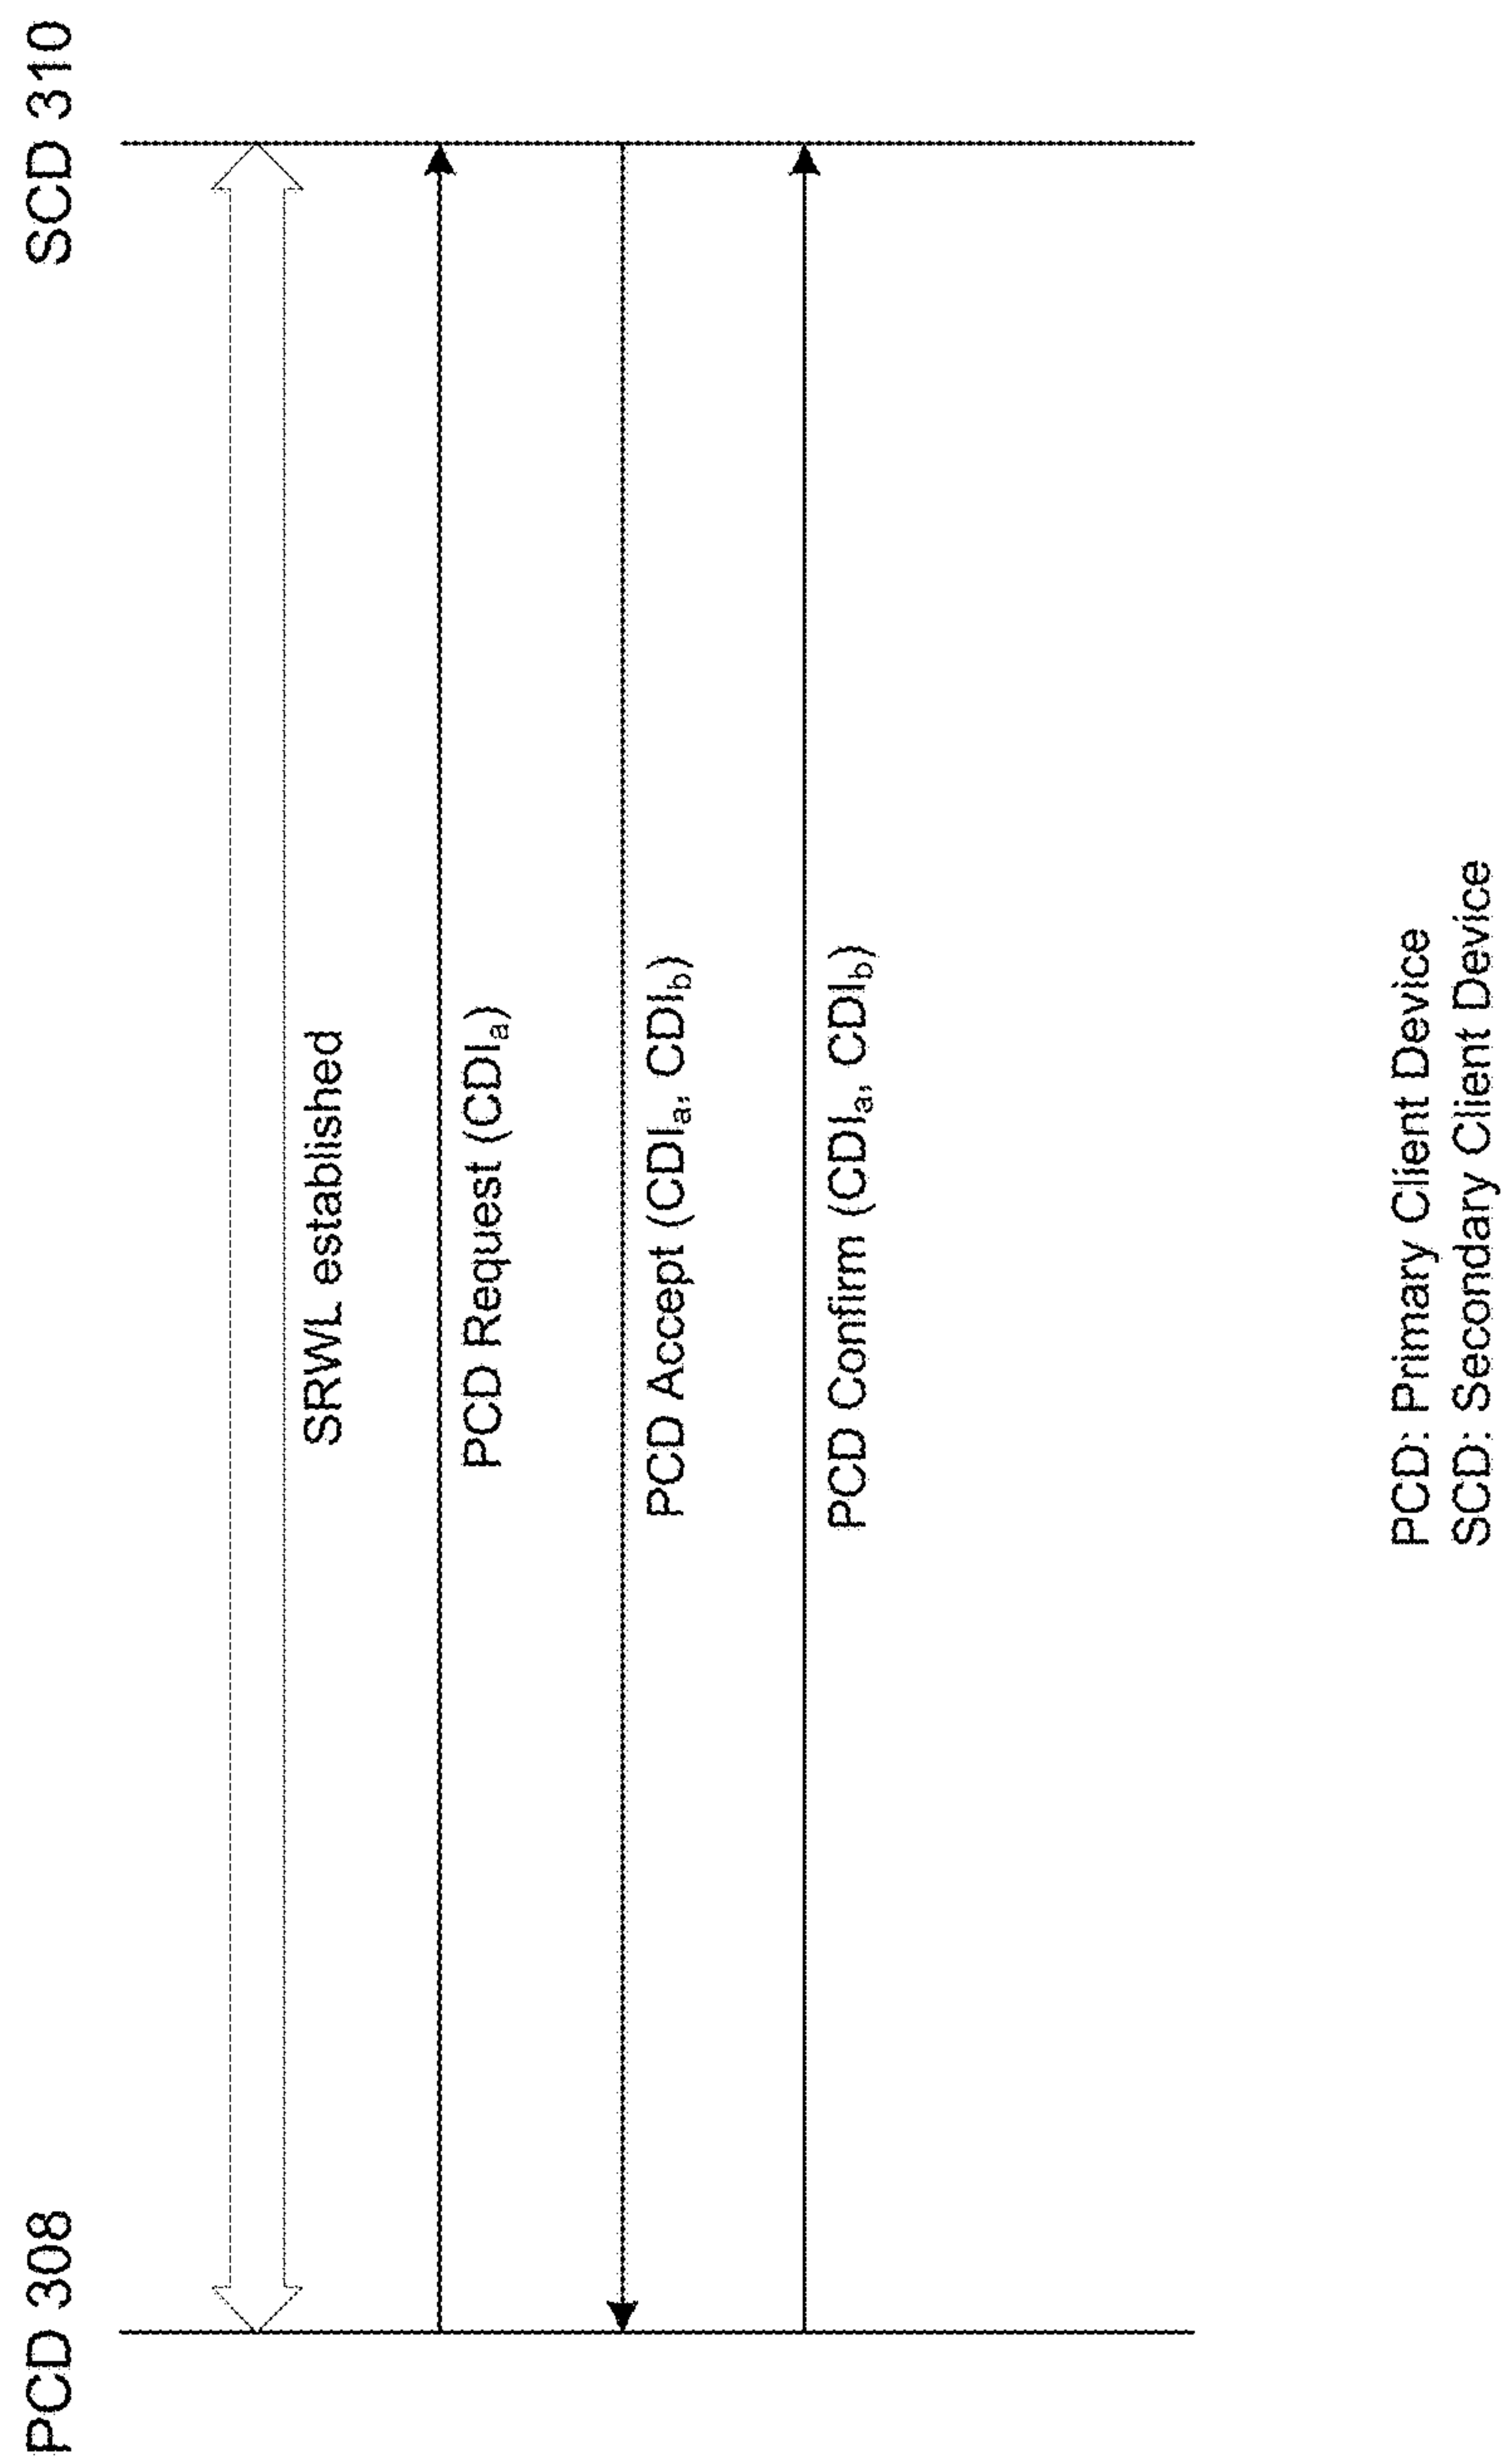 PCD 308
SCD 310
SRWL established
PCD Request (CDIa)
PCD Accept (CDIa, CDIb)
PCD Confirm (CDIa, CDIb)
PCD: Primary Client Device
SCD: Secondary Client Device